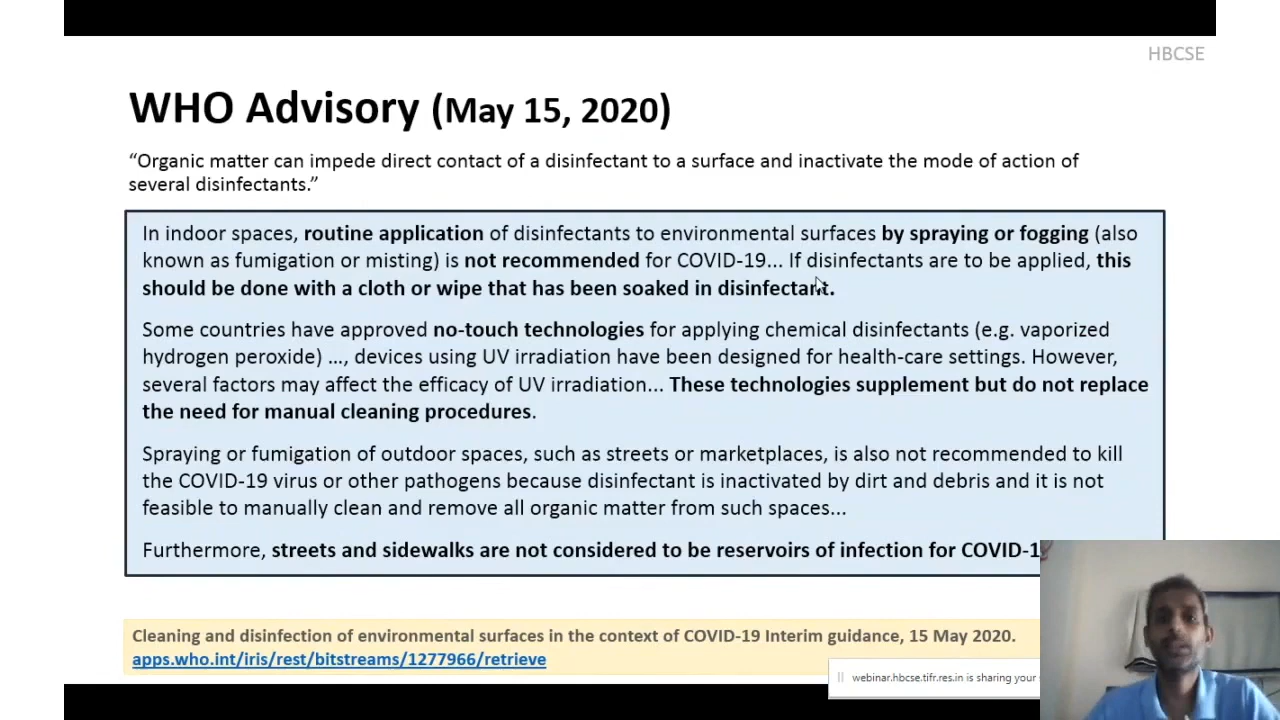 HBCSE
WHO Advisory (May 15, 2020)
“Organic matter can impede direct contact of a disinfectant to a surface and inactivate the mode of action of
several disinfectants.”
In indoor spaces, routine application of disinfectants to environmental surfaces by spraying or fogging (also
known as fumigation or misting) is not recommended for COVID-19... If disinfectants are to be applied, this
should be done with a cloth or wipe that has been soaked in disinfectant.
Some countries have approved no-touch technologies for applying chemical disinfectants (e.g. vaporized
hydrogen peroxide) ..., devices using UV irradiation have been designed for health-care settings. However,
several factors may affect the efficacy of UV irradiation... These technologies supplement but do not replace
the need for manual cleaning procedures.
Spraying or fumigation of outdoor spaces, such as streets or marketplaces, is also not recommended to kill
the COVID-19 virus or other pathogens because disinfectant is inactivated by dirt and debris and it is not
feasible to manually clean and remove all organic matter from such spaces...
Furthermore, streets and sidewalks are not considered to be reservoirs of infection for COVID-1
Cleaning and disinfection of environmental surfaces in the context of COVID-19 Interim guidance, 15 May 2020.
apps.who.int/iris/rest/bitstreams/1277966/retrieve
webinar.hbcse.tifr.res.in is sharing your